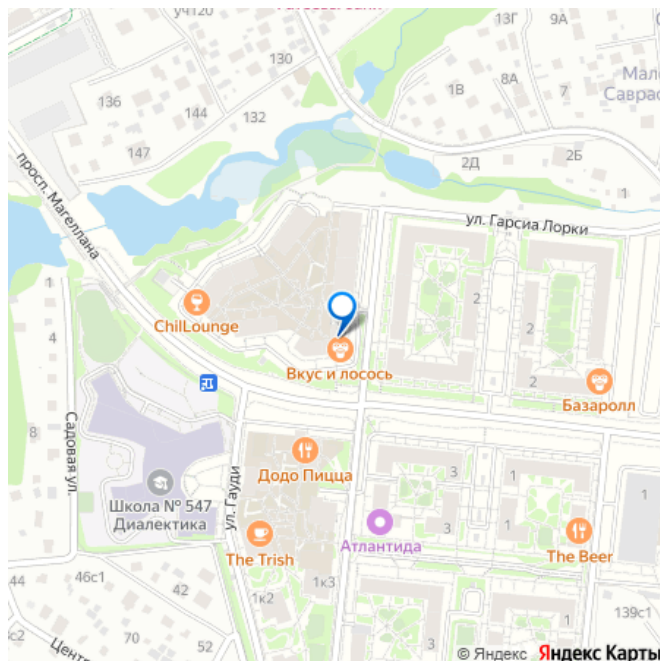 130
13Г
9А
136
144
132
147
1В
8А
7
2Д
2Б
1
просп. Магеллана
ул. Гарсиа Лорки
1
4
8
ChilLounge
Вкус и лосось
2
2
2
2
Базаролл
Садовая ул.
Школа № 547
Диалектика
ул. Гауди
Додо Пицца
The Trish
Атлантида
3
3
1
1
1
The Beer
44
46с1
42
70
52
1к2
1к3
3
1
139с1
© Яндекс Яндекс Карты